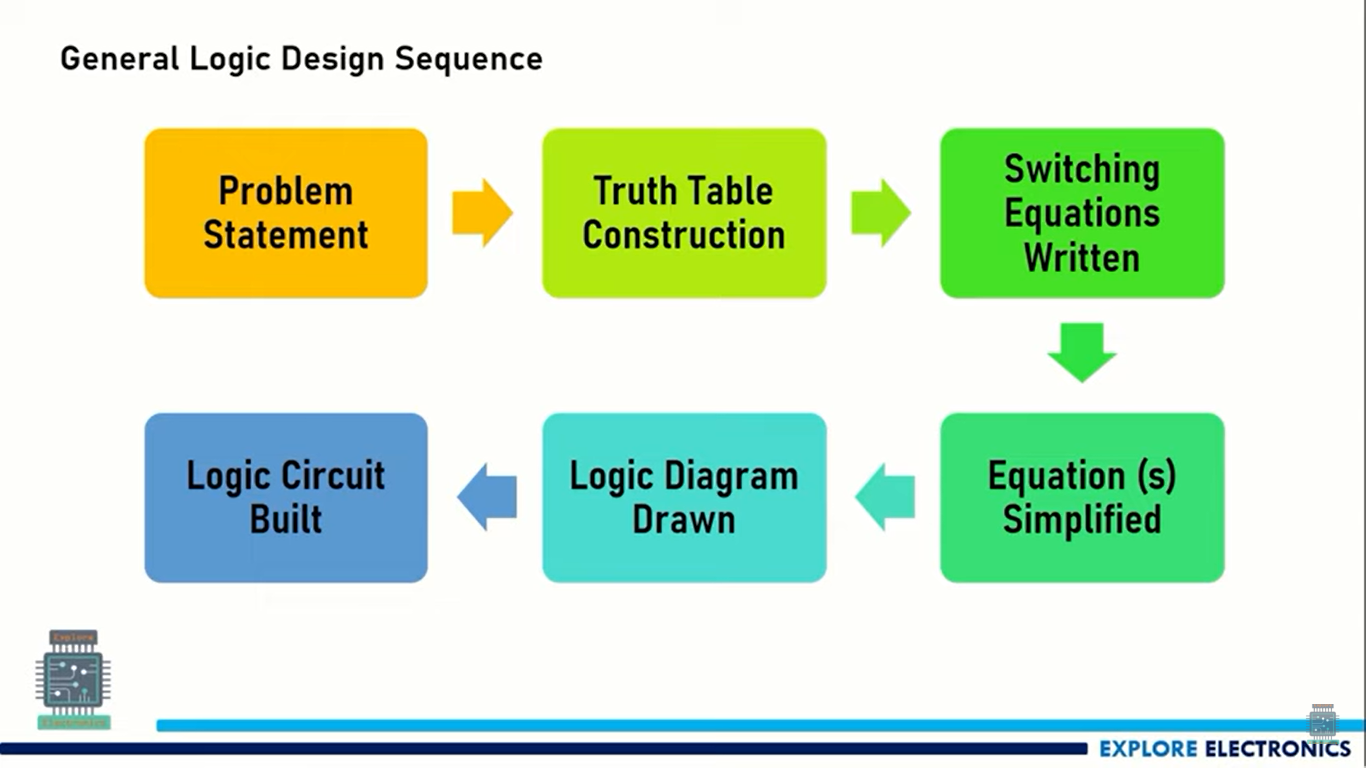 General Logic Design Sequence
Problem
Statement
Truth Table
Construction
Switching
Equations
Written
Equation (s)
Simplified
Logic Diagram
Drawn
Logic Circuit
Built
Explore
Electronics
EXPLORE ELECTRONICS